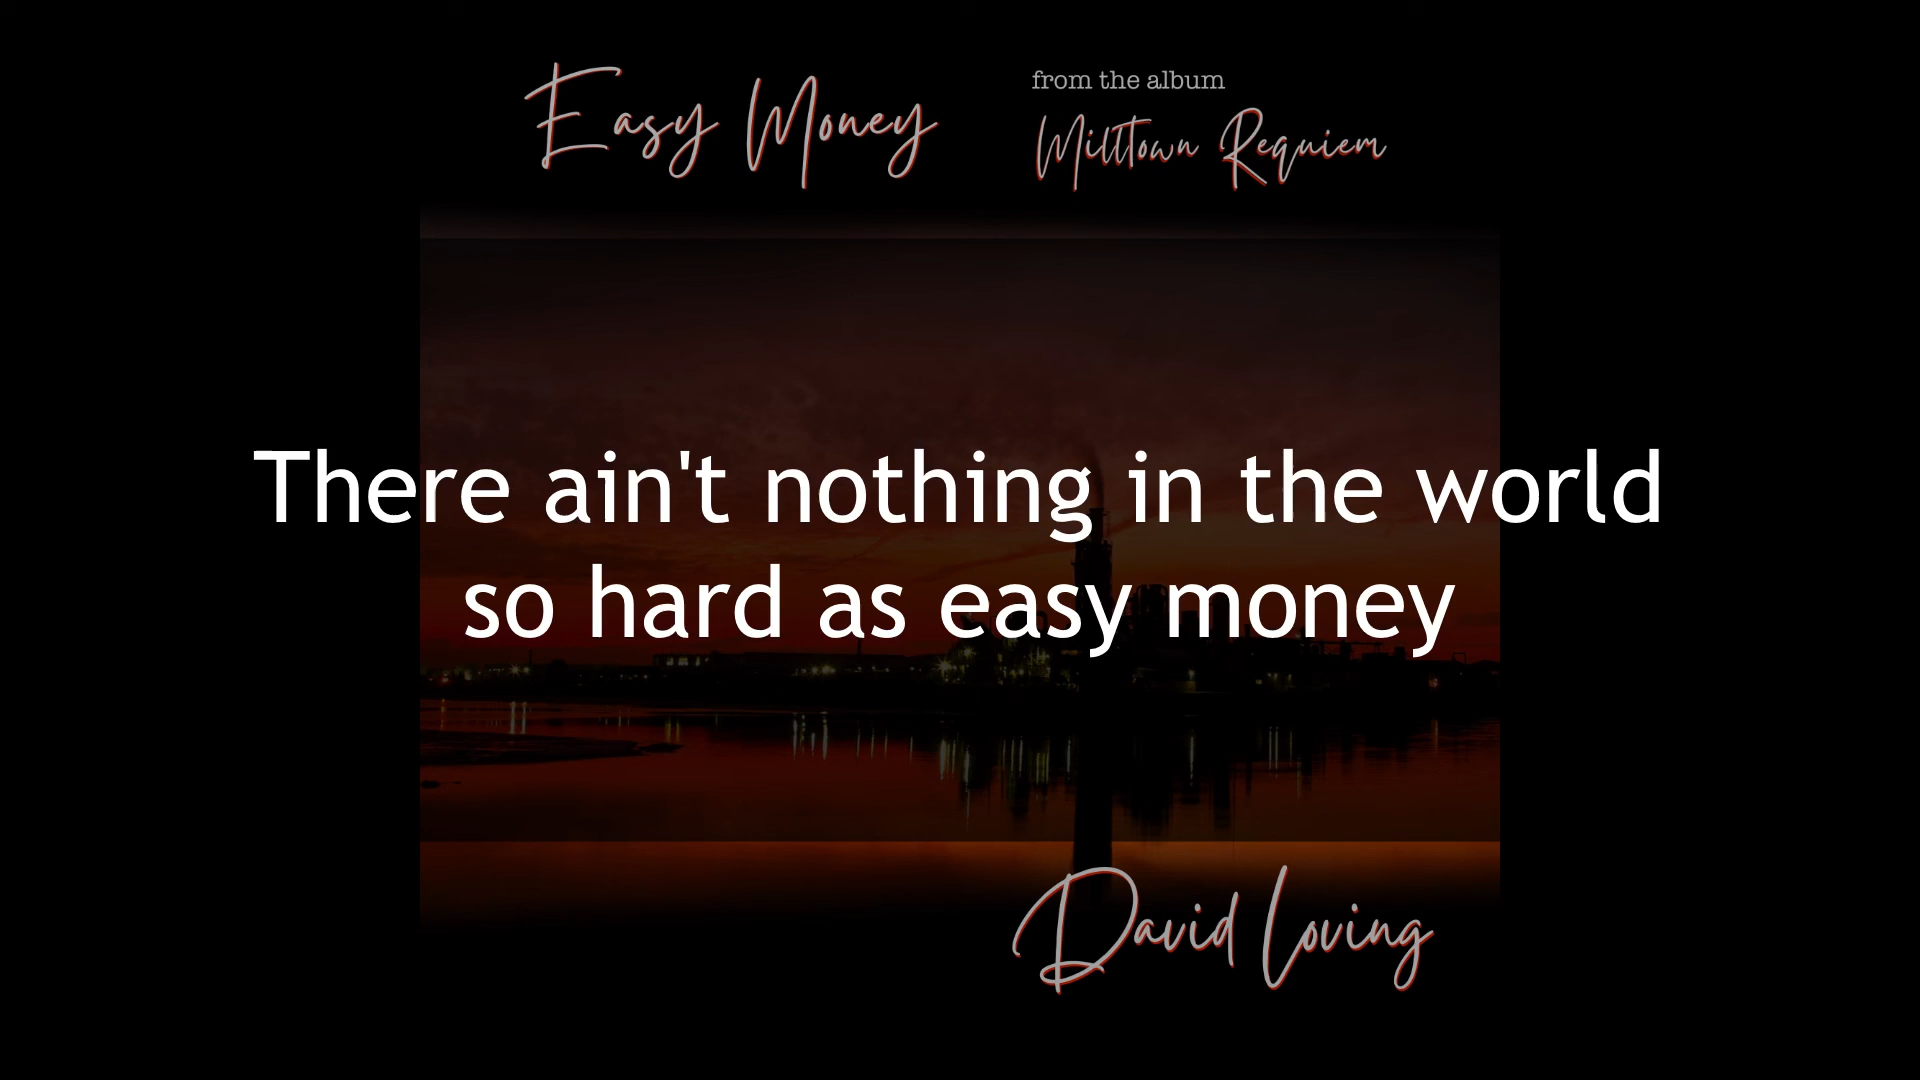 Easy Money
from the album
Milltown Requiem
There ain't nothing in the world
so hard as easy money
David Loving